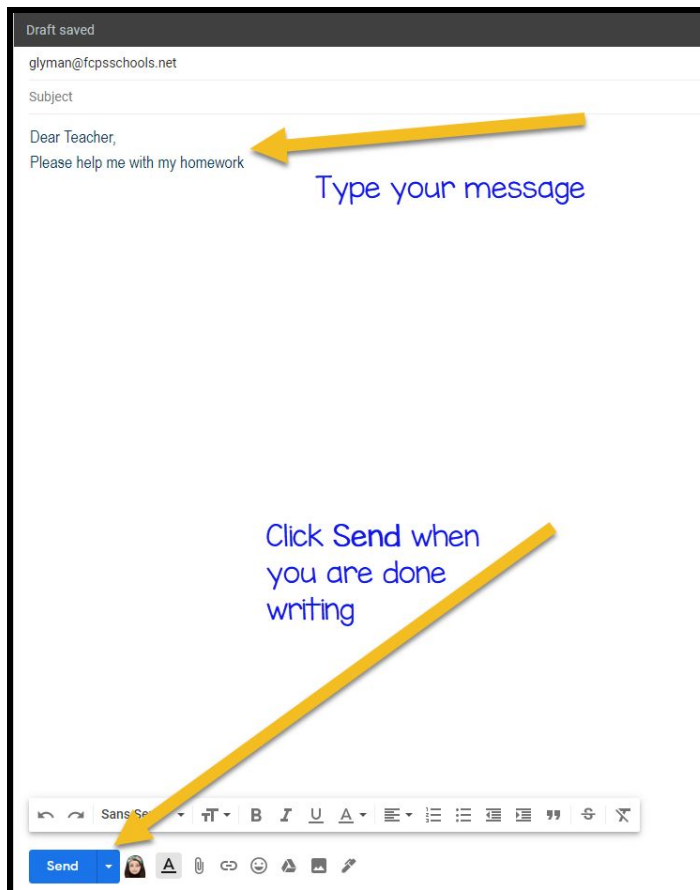 Draft saved
glyman@fcpsschools.net
Subject
Dear Teacher,
Please help me with my homework
Type your message
Click Send when
you are done
writing
Sans
Send